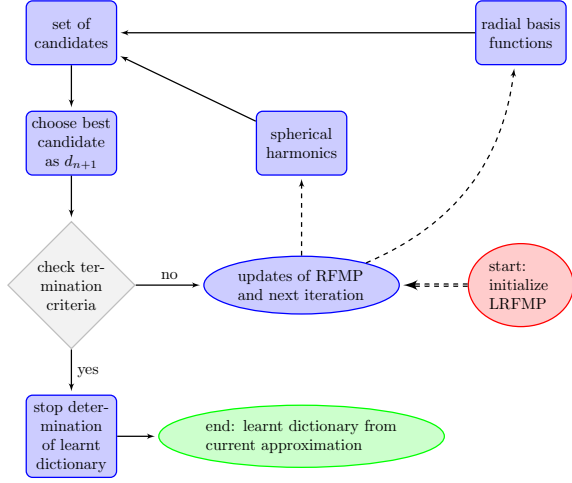 set of
candidates
radial basis
functions
choose best
candidate
as $d_{n+1}$
spherical
harmonics
check ter-
mination
criteria
no
updates of RFMP
and next iteration
start:
initialize
LRFMP
yes
stop deter-
mination
of learnt
dictionary
end: learnt dictionary from
current approximation